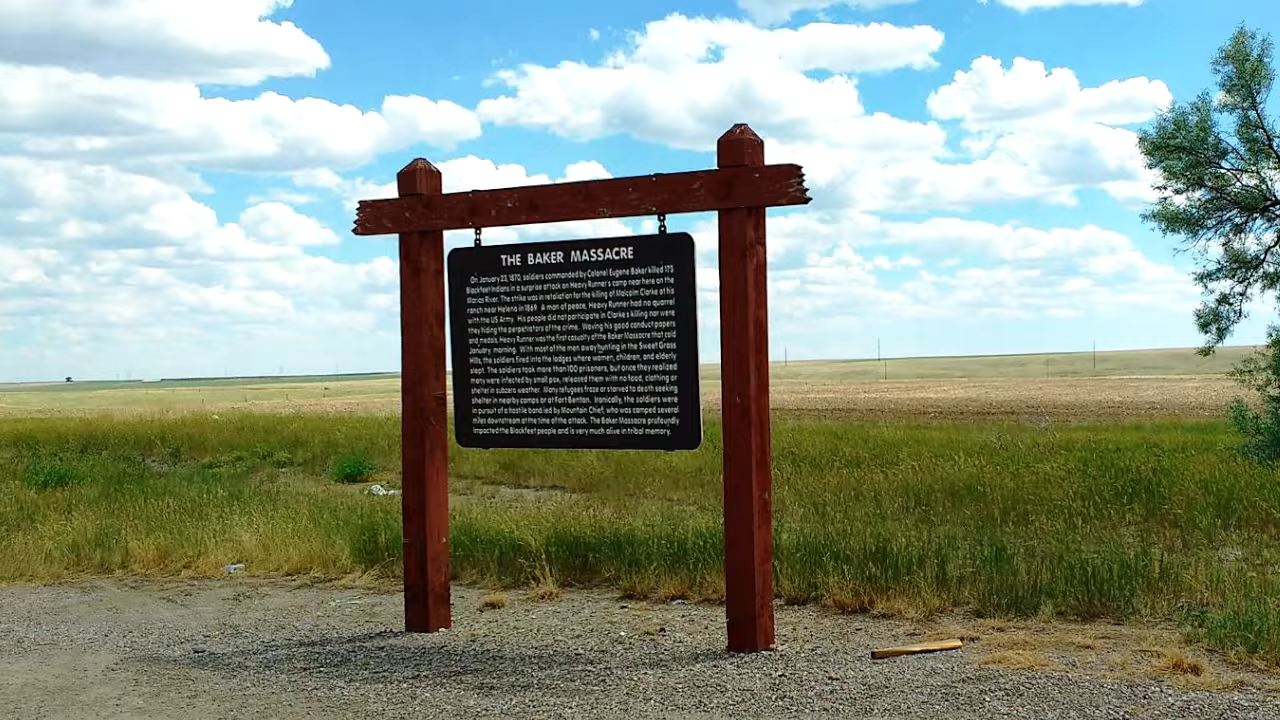 THE BAKER MASSACRE
On January 23, 1870, soldiers commanded by Colonel Eugene Baker killed 173
Blackfeet Indians in a surprise attack on Heavy Runner's camp near here on the
Marias River. The strike was in retaliation for the killing of Malcolm Clarke at his
ranch near Helena in 1869. A man of peace, Heavy Runner had no quarrel
with the US Army. His people did not participate in Clarke's killing nor were
they hiding the perpetrators of the crime. Waving his good conduct papers
and medals, Heavy Runner was the first casualty of the Baker Massacre that cold
January, morning. With most of the men away hunting in the Sweet Grass
Hills, the soldiers fired into the lodges where women, children, and elderly
slept. The soldiers took more than 100 prisoners, but once they realized
many were infected by small pox, released them with no food, clothing or
shelter in subzero weather. Many refugees froze or starved to death seeking
shelter in nearby camps or at Fort Benton. Ironically, the soldiers were
in pursuit of a hostile band led by Mountain Chief, who was camped several
miles downstream at the time of the attack. The Baker Massacre profoundly
impacted the Blackfeet people and is very much alive in tribal memory.